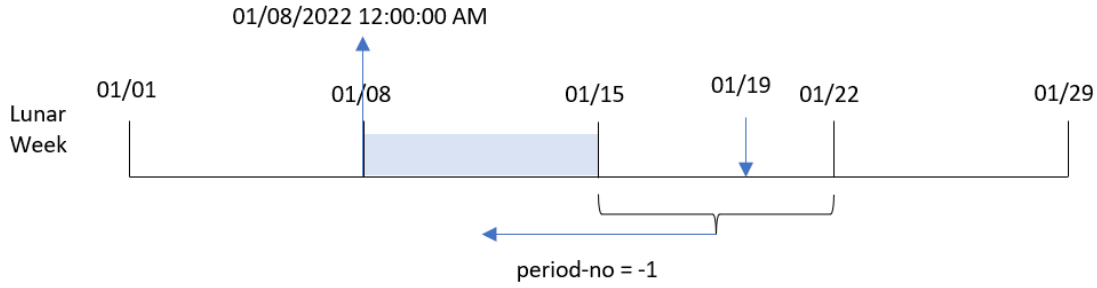 01/08/2022 12:00:00 AM
01/01
01/08
01/15
01/19
01/22
01/29
Lunar
Week
period-no = -1